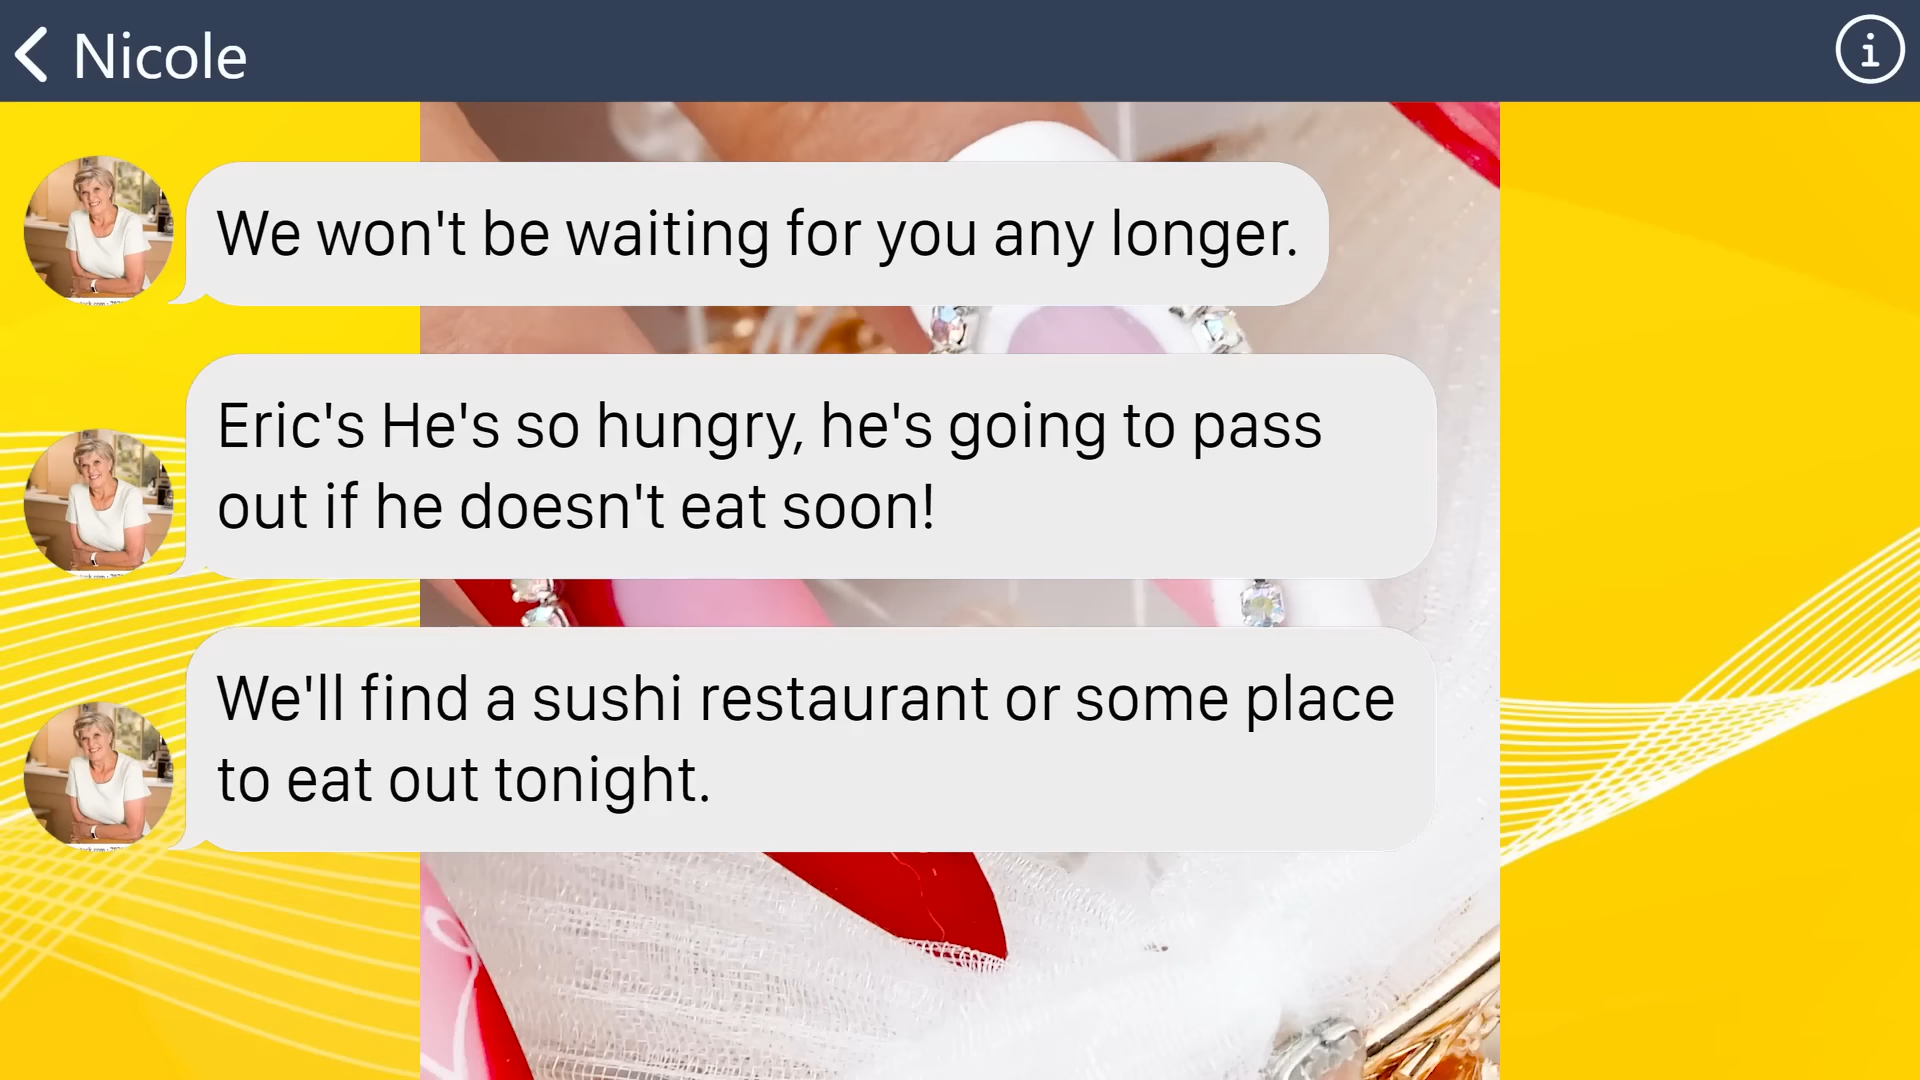 Nicole
We won't be waiting for you any longer.
Eric's He's so hungry, he's going to pass
out if he doesn't eat soon!
We'll find a sushi restaurant or some place
to eat out tonight.